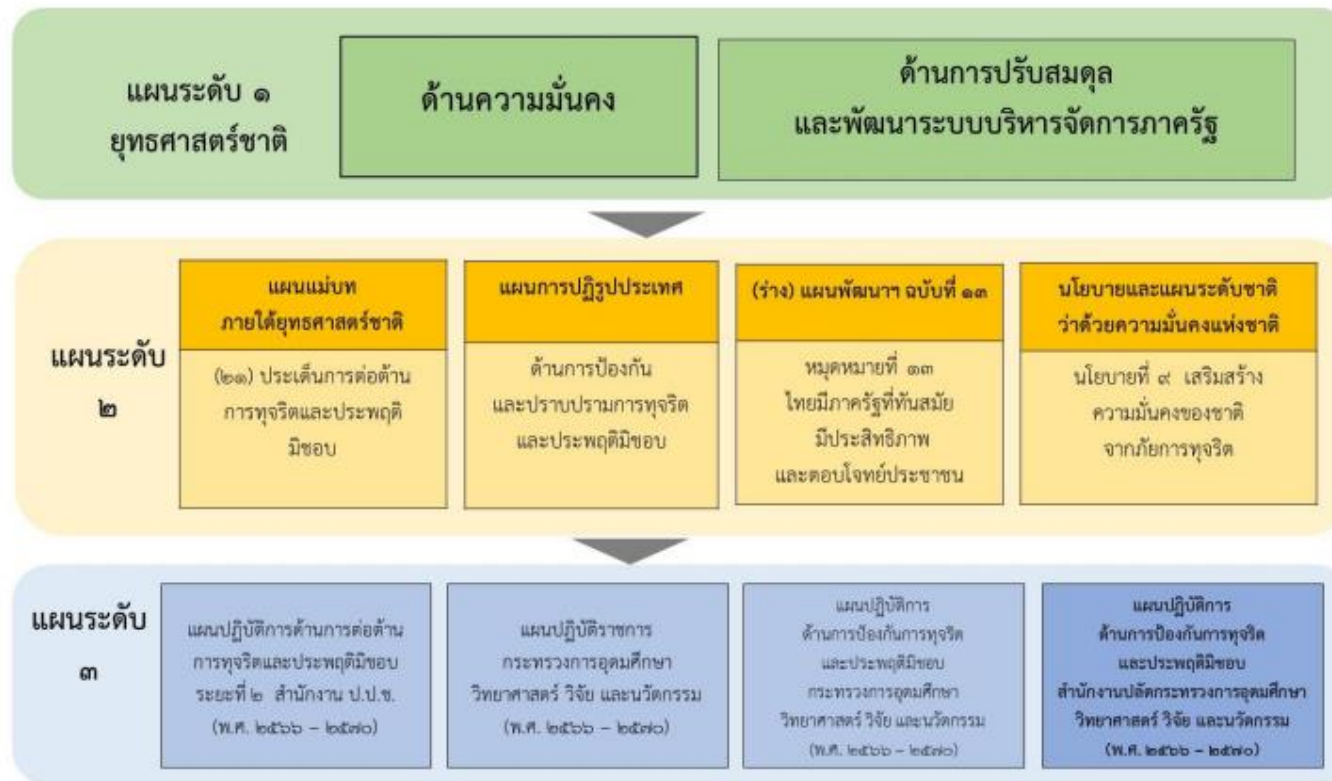 แผนระดับ ๑
ยุทธศาสตร์ชาติ
ด้านความมั่นคง
ด้านการปรับสมดุล
และพัฒนาระบบบริหารจัดการภาครัฐ
แผนระดับ
๒
แผนแม่บท
ภายใต้ยุทธศาสตร์ชาติ
(๒๑) ประเด็นการต่อต้าน
การทุจริตและประพฤติ
มิชอบ
แผนการปฏิรูปประเทศ
ด้านการป้องกัน
และปราบปรามการทุจริต
และประพฤติมิชอบ
(ร่าง) แผนพัฒนาฯ ฉบับที่ ๑๓
หมุดหมายที่ ๑๓
ไทยมีภาครัฐที่ทันสมัย
มีประสิทธิภาพ
และตอบโจทย์ประชาชน
นโยบายและแผนระดับชาติ
ว่าด้วยความมั่นคงแห่งชาติ
นโยบายที่ ๙ เสริมสร้าง
ความมั่นคงของชาติ
จากภัยการทุจริต
แผนระดับ
๓
แผนปฏิบัติการด้านการต่อต้าน
การทุจริตและประพฤติมิชอบ
ระยะที่ ๒ สำนักงาน ป.ป.ช.
(พ.ศ. ๒๕๖๖ – ๒๕๗๐)
แผนปฏิบัติราชการ
กระทรวงการอุดมศึกษา
วิทยาศาสตร์ วิจัย และนวัตกรรม
(พ.ศ. ๒๕๖๖ – ๒๕๗๐)
แผนปฏิบัติการ
ด้านการป้องกันการทุจริต
และประพฤติมิชอบ
กระทรวงการอุดมศึกษา
วิทยาศาสตร์ วิจัย และนวัตกรรม
(พ.ศ. ๒๕๖๖ – ๒๕๗๐)
แผนปฏิบัติการ
ด้านการป้องกันการทุจริต
และประพฤติมิชอบ
สำนักงานปลัดกระทรวงการอุดมศึกษา
วิทยาศาสตร์ วิจัย และนวัตกรรม
(พ.ศ. ๒๕๖๖ – ๒๕๗๐)